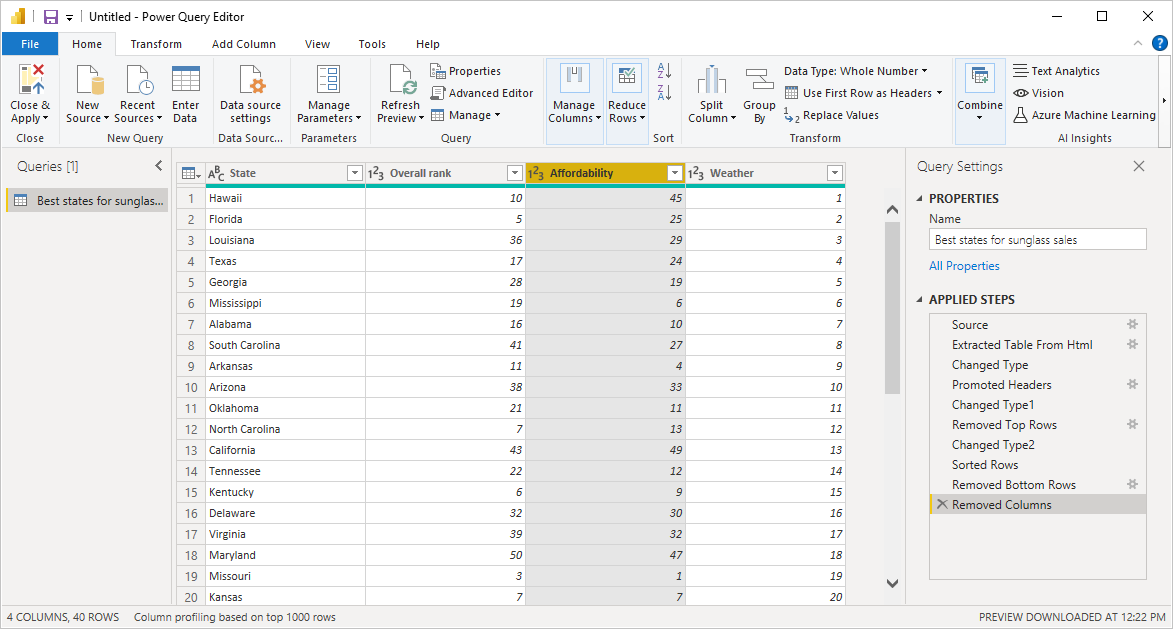 Untitled - Power Query Editor
File Home Transform Add Column View Tools Help
Close & Apply
Close
New Source
Recent Sources
Enter Data
New Query
Data source settings
Data Sourc...
Manage Parameters
Parameters
Refresh Preview
Properties
Advanced Editor
Manage
Query
Manage Columns
Reduce Rows
Sort
Split Column
Group By
Data Type: Whole Number
Use First Row as Headers
Replace Values
Transform
Combine
Text Analytics
Vision
Azure Machine Learning
AI Insights
Queries [1]
Best states for sunglas...
ABC State 123 Overall rank 123 Affordability 123 Weather
1 Hawaii 10 45 1
2 Florida 5 25 2
3 Louisiana 36 29 3
4 Texas 17 24 4
5 Georgia 28 19 5
6 Mississippi 19 6 6
7 Alabama 16 10 7
8 South Carolina 41 27 8
9 Arkansas 11 4 9
10 Arizona 38 33 10
11 Oklahoma 21 11 11
12 North Carolina 7 13 12
13 California 43 49 13
14 Tennessee 22 12 14
15 Kentucky 6 9 15
16 Delaware 32 30 16
17 Virginia 39 32 17
18 Maryland 50 47 18
19 Missouri 3 1 19
20 Kansas 7 7 20
Query Settings
PROPERTIES
Name
Best states for sunglass sales
All Properties
APPLIED STEPS
Source
Extracted Table From Html
Changed Type
Promoted Headers
Changed Type1
Removed Top Rows
Changed Type2
Sorted Rows
Removed Bottom Rows
Removed Columns
4 COLUMNS, 40 ROWS Column profiling based on top 1000 rows PREVIEW DOWNLOADED AT 12:22 PM